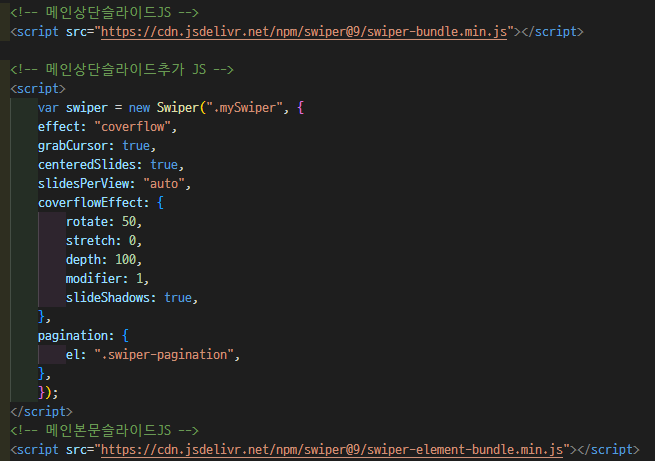 <!-- 메인상단슬라이드JS -->
<script src="https://cdn.jsdelivr.net/npm/swiper@9/swiper-bundle.min.js"></script>
<!-- 메인상단슬라이드추가 JS -->
<script>
var swiper = new Swiper(".mySwiper", {
effect: "coverflow",
grabCursor: true,
centeredSlides: true,
slidesPerView: "auto",
coverflowEffect: {
rotate: 50,
stretch: 0,
depth: 100,
modifier: 1,
slideShadows: true,
},
pagination: {
el: ".swiper-pagination",
},
});
</script>
<!-- 메인본문슬라이드JS -->
<script src="https://cdn.jsdelivr.net/npm/swiper@9/swiper-element-bundle.min.js"></script>